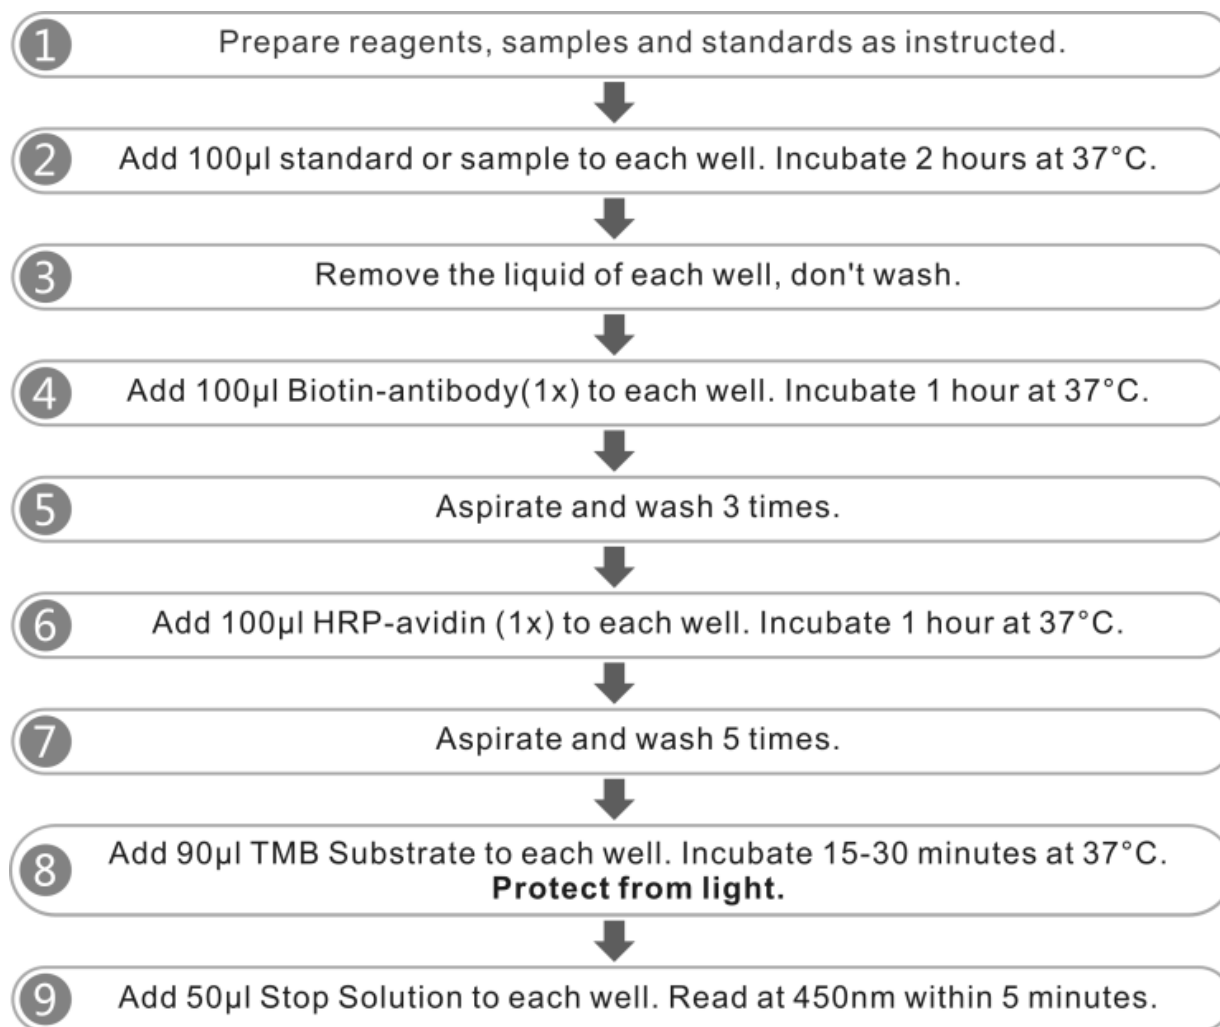 1 Prepare reagents, samples and standards as instructed.
2 Add 100µl standard or sample to each well. Incubate 2 hours at 37°C.
3 Remove the liquid of each well, don't wash.
4 Add 100µl Biotin-antibody(1x) to each well. Incubate 1 hour at 37°C.
5 Aspirate and wash 3 times.
6 Add 100µl HRP-avidin (1x) to each well. Incubate 1 hour at 37°C.
7 Aspirate and wash 5 times.
8 Add 90µl TMB Substrate to each well. Incubate 15-30 minutes at 37°C.
Protect from light.
9 Add 50µl Stop Solution to each well. Read at 450nm within 5 minutes.